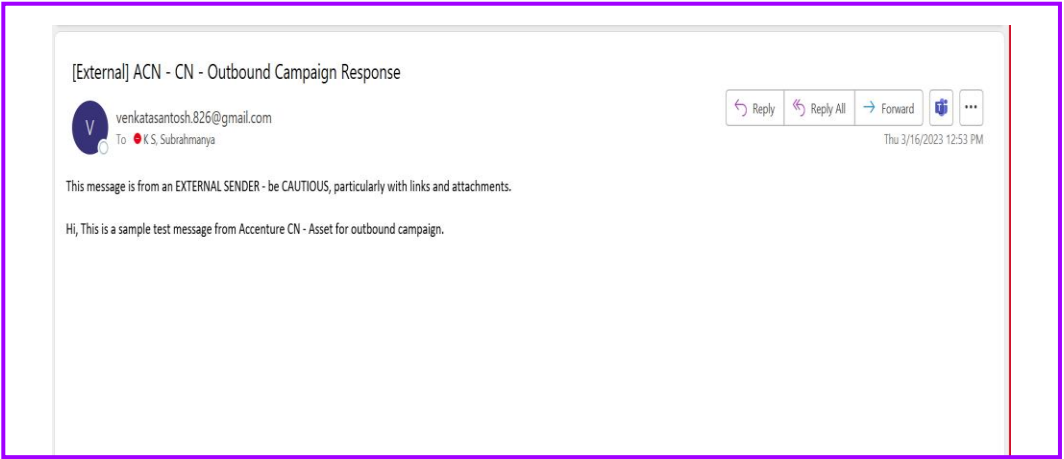 [External] ACN - CN - Outbound Campaign Response
V
venkatasantosh.826@gmail.com
To K S, Subrahmanya
Reply Reply All Forward
Thu 3/16/2023 12:53 PM
This message is from an EXTERNAL SENDER - be CAUTIOUS, particularly with links and attachments.
Hi, This is a sample test message from Accenture CN - Asset for outbound campaign.